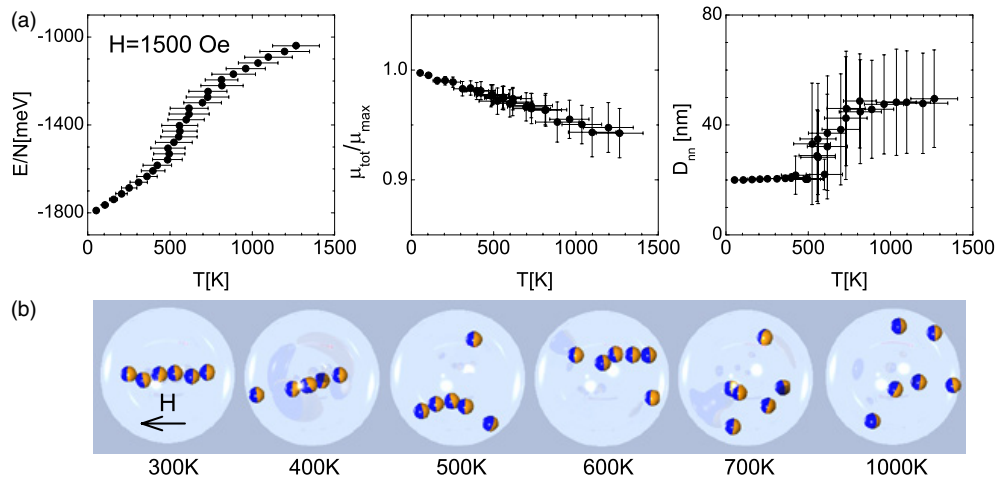 (a)
H=1500 Oe
E/N[meV]
-1000
-1400
-1800
0 500 1000 1500
T[K]
μtot/μmax
1.0
0.9
0 500 1000 1500
T[K]
Dnn [nm]
80
40
0
0 500 1000 1500
T[K]
(b)
H
300K 400K 500K 600K 700K 1000K